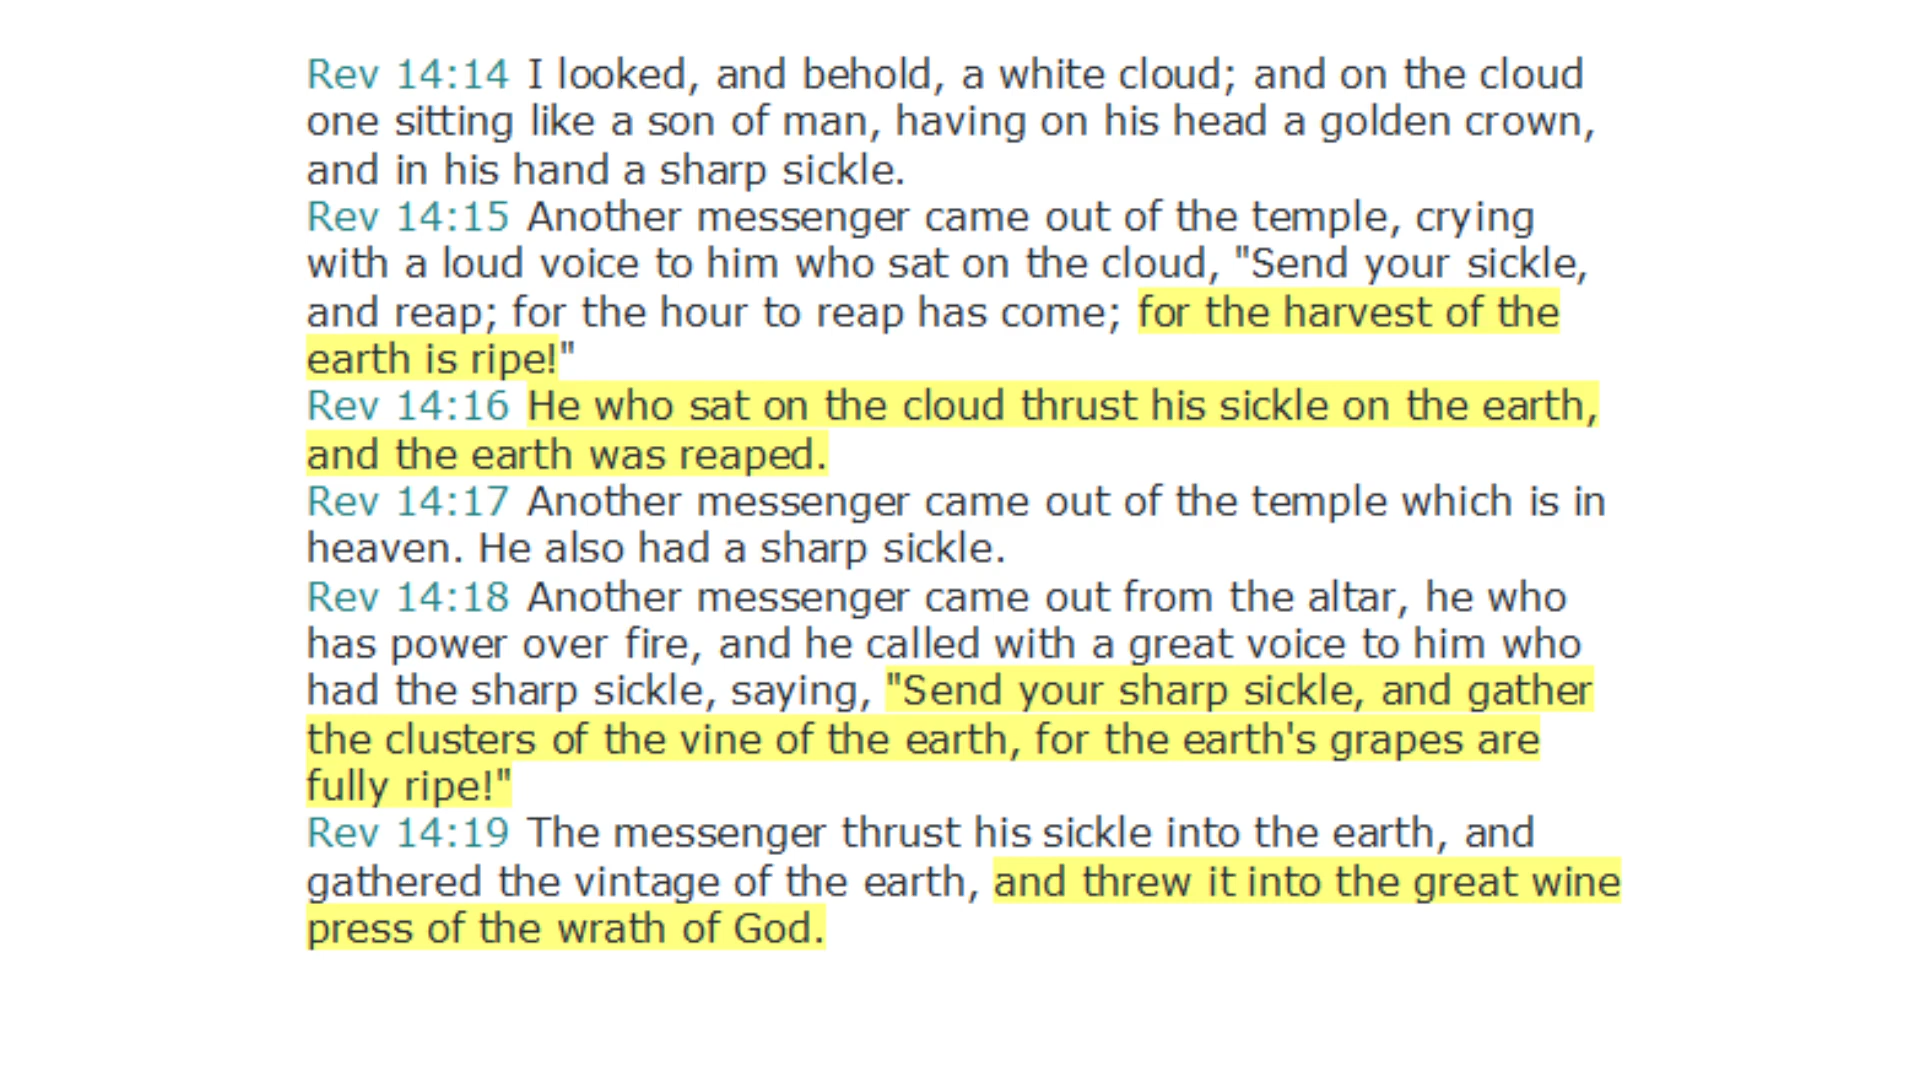 Rev 14:14 I looked, and behold, a white cloud; and on the cloud
one sitting like a son of man, having on his head a golden crown,
and in his hand a sharp sickle.
Rev 14:15 Another messenger came out of the temple, crying
with a loud voice to him who sat on the cloud, "Send your sickle,
and reap; for the hour to reap has come; for the harvest of the
earth is ripe!"
Rev 14:16 He who sat on the cloud thrust his sickle on the earth,
and the earth was reaped.
Rev 14:17 Another messenger came out of the temple which is in
heaven. He also had a sharp sickle.
Rev 14:18 Another messenger came out from the altar, he who
has power over fire, and he called with a great voice to him who
had the sharp sickle, saying, "Send your sharp sickle, and gather
the clusters of the vine of the earth, for the earth's grapes are
fully ripe!"
Rev 14:19 The messenger thrust his sickle into the earth, and
gathered the vintage of the earth, and threw it into the great wine
press of the wrath of God.